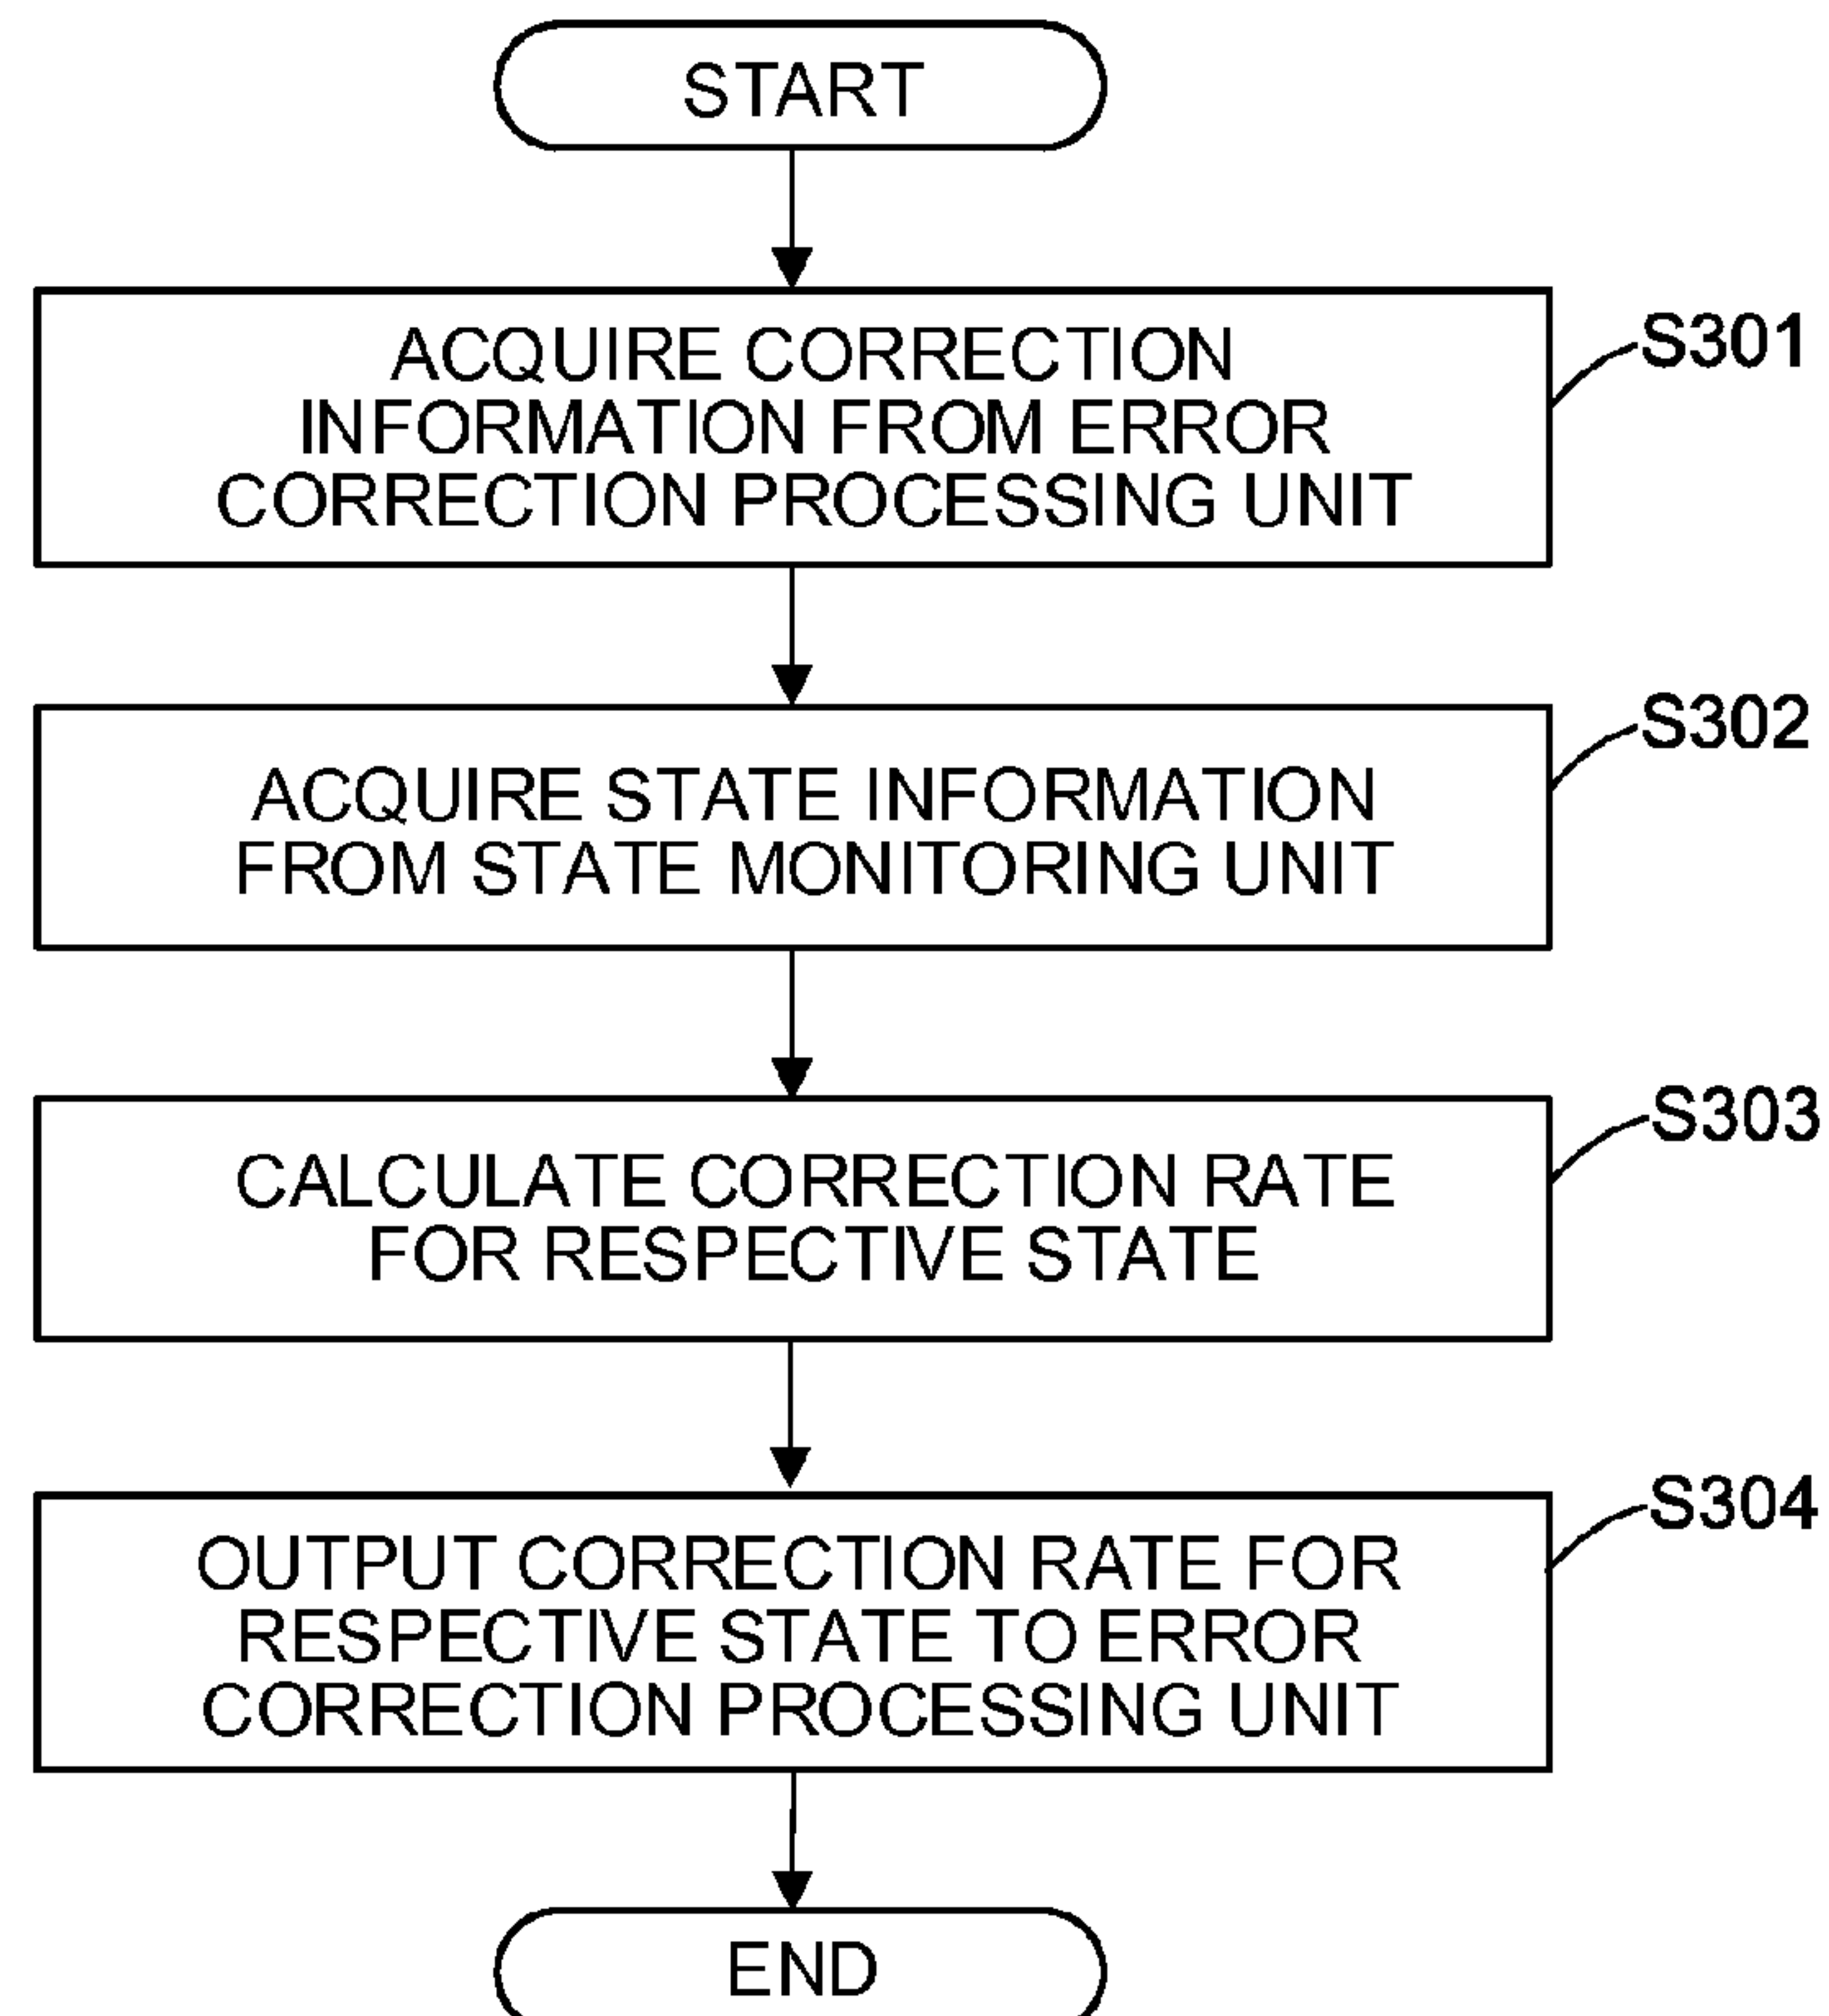 START
ACQUIRE CORRECTION
INFORMATION FROM ERROR
CORRECTION PROCESSING UNIT
S301
ACQUIRE STATE INFORMATION
FROM STATE MONITORING UNIT
S302
CALCULATE CORRECTION RATE
FOR RESPECTIVE STATE
S303
OUTPUT CORRECTION RATE FOR
RESPECTIVE STATE TO ERROR
CORRECTION PROCESSING UNIT
S304
END